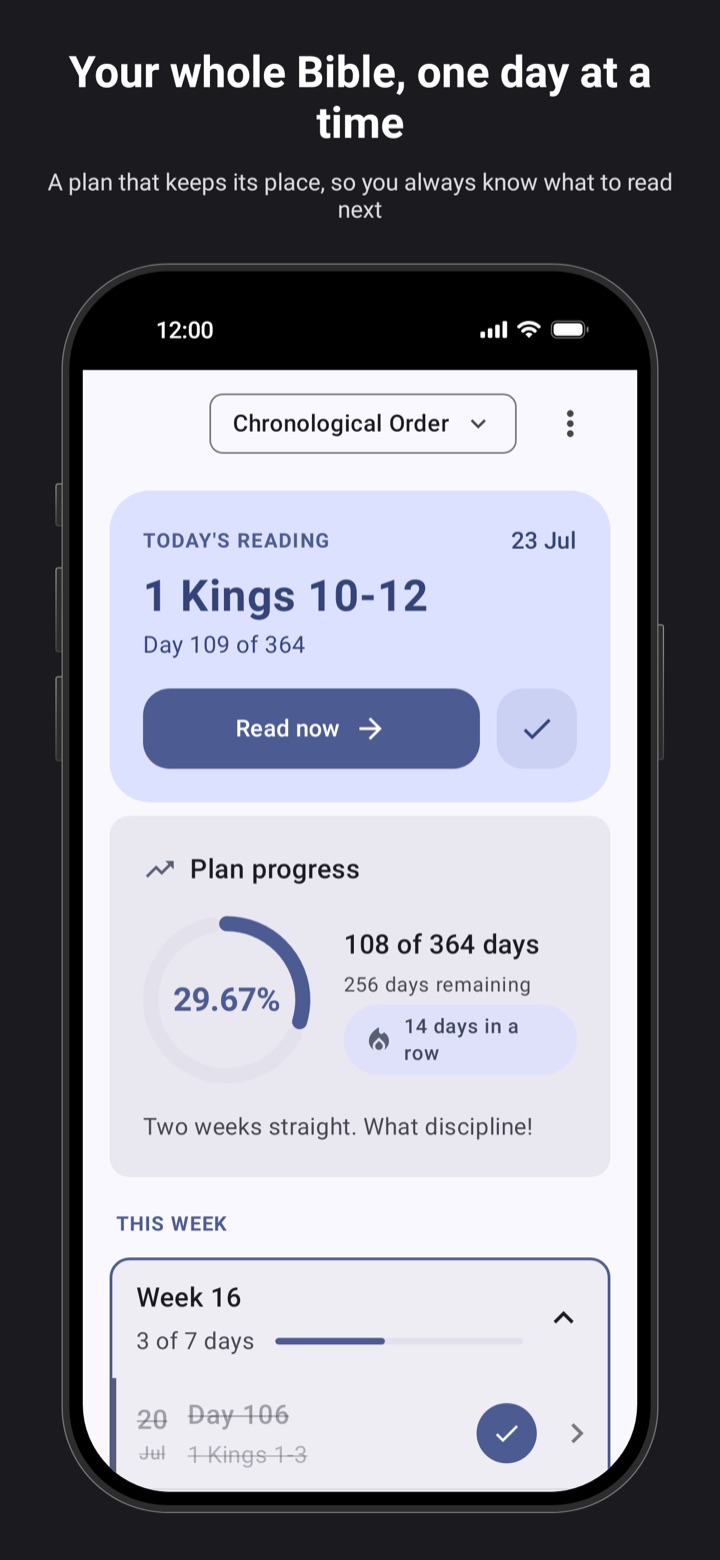 Your whole Bible, one day at a
time
A plan that keeps its place, so you always know what to read
next
12:00
Chronological Order
TODAY'S READING
23 Jul
1 Kings 10-12
Day 109 of 364
Read now
Plan progress
29.67%
108 of 364 days
256 days remaining
14 days in a
row
Two weeks straight. What discipline!
THIS WEEK
Week 16
3 of 7 days
20
Day 106
Jul
1 Kings 1-3